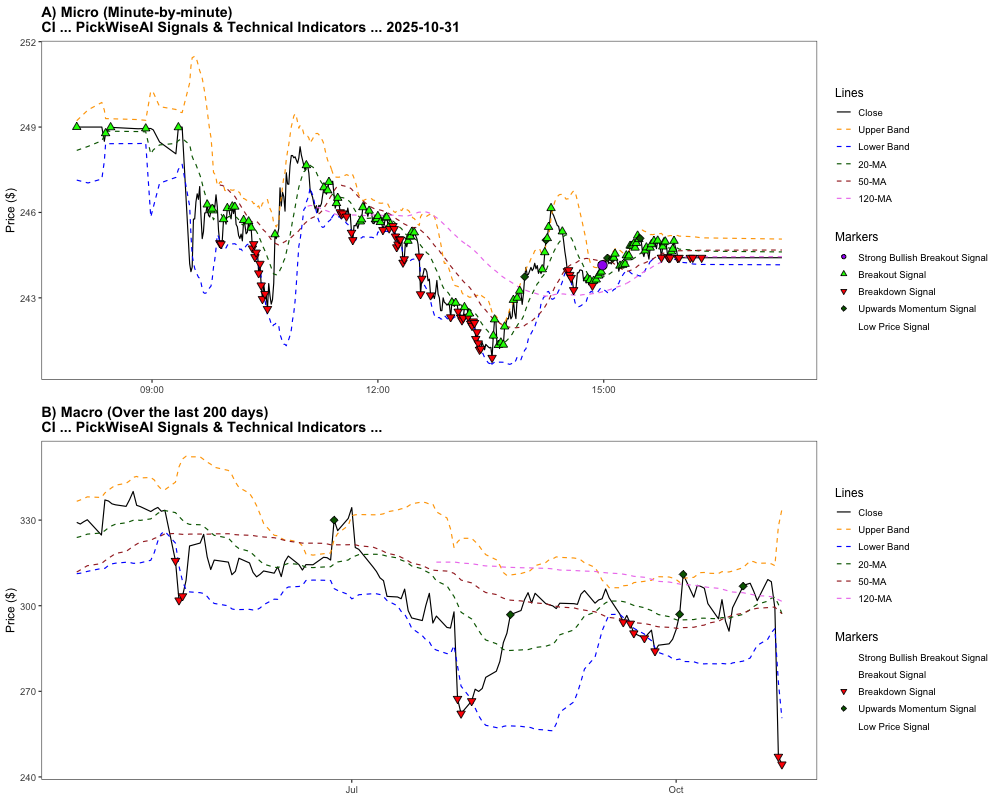 A) Micro (Minute-by-minute)
CI ... PickWiseAI Signals & Technical Indicators ... 2025-10-31
252
249
246
243
Price ($)
09:00
12:00
15:00
Lines
Close
Upper Band
Lower Band
20-MA
50-MA
120-MA
Markers
Strong Bullish Breakout Signal
Breakout Signal
Breakdown Signal
Upwards Momentum Signal
Low Price Signal
B) Macro (Over the last 200 days)
CI ... PickWiseAI Signals & Technical Indicators ...
330
300
270
240
Price ($)
Jul
Oct
Lines
Close
Upper Band
Lower Band
20-MA
50-MA
120-MA
Markers
Strong Bullish Breakout Signal
Breakout Signal
Breakdown Signal
Upwards Momentum Signal
Low Price Signal